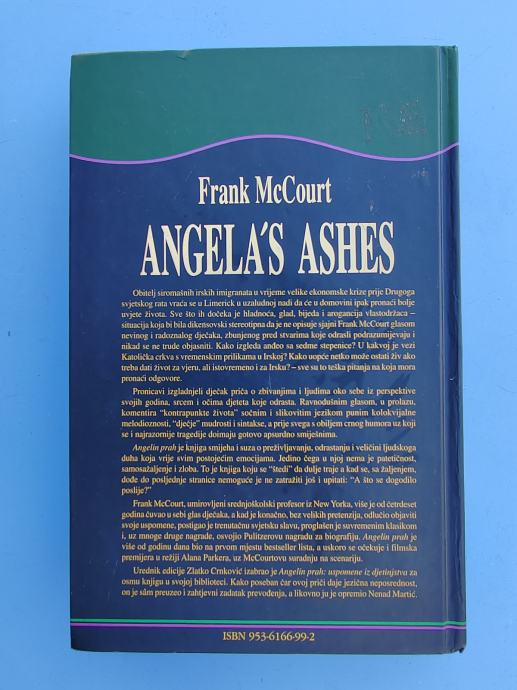 Frank McCourt
ANGELA'S ASHES
Obitelj siromašnih irskih imigranata u vrijeme velike ekonomske krize prije Drugoga
svjetskog rata vraća se u Limerick u uzaludnoj nadi da će u domovini ipak pronaći bolje
uvjete života. Sve što ih dočeka je hladnoća, glad, bijeda i arogancija vlastodržaca –
situacija koja bi bila dikensovski stereotipna da je ne opisuje sjajni Frank McCourt glasom
nevinog i radoznalog dječaka, zbunjenog pred stvarima koje odrasli podrazumijevaju i
nikad se ne trude objasniti. Kako izgleda anđeo sa sedme stepenice? U kakvoj je vezi
Katolička crkva s vremenskim prilikama u Irskoj? Kako uopće netko može ostati živ ako
treba dati život za vjeru, ali istovremeno i za Irsku? – sve su to teška pitanja na koja mora
pronaći odgovore.
Pronicavi izgladnjeli dječak priča o zbivanjima i ljudima oko sebe iz perspektive
svojih godina, srcem i očima djeteta koje odrasta. Ravnodušnim glasom, u prolazu,
komentira “kontrapunkte života” sočnim i slikovitim jezikom punim kolokvijalne
melodioznosti, “dječje” mudrosti i sintakse, a prije svega s obiljem crnog humora uz koji
se i najrazornije tragedije doimaju gotovo apsurdno smiješnima.
Angelin prah je knjiga smijeha i suza o preživljavanju, odrastanju i veličini ljudskoga
duha koja vrije svim postojećim emocijama. Jedino čega u njoj nema je patetičnost,
samosažaljenje i zloba. To je knjiga koju se “štedi” da dulje traje a kad se, sa žaljenjem,
dođe do posljednje stranice nemoguće je ne zatražiti još i upitati: “A što se dogodilo
poslije?”
Frank McCourt, umirovljeni srednjoškolski profesor iz New Yorka, više je od četrdeset
godina čuvao u sebi glas dječaka, a kad je konačno, bez velikih pretenzija, odlučio objaviti
svoje uspomene, postigao je trenutačnu svjetsku slavu, proglašen je suvremenim klasikom
i, uz mnoge druge nagrade, osvojio Pulitzerovu nagradu za biografiju. Angelin prah je
više od godinu dana bio na prvom mjestu bestseller lista, a uskoro se očekuje i filmska
premijera u režiji Alana Parkera, uz McCourtovu suradnju na scenariju.
Urednik edicije Zlatko Crnković izabrao je Angelin prah: uspomene iz djetinjstva za
osmu knjigu u svojoj biblioteci. Kako poseban čar ovoj priči daje jezična neposrednost,
on je sâm preuzeo i zahtjevni zadatak prevođenja, a likovno ju je opremio Nenad Martić.
ISBN 953-6166-99-2